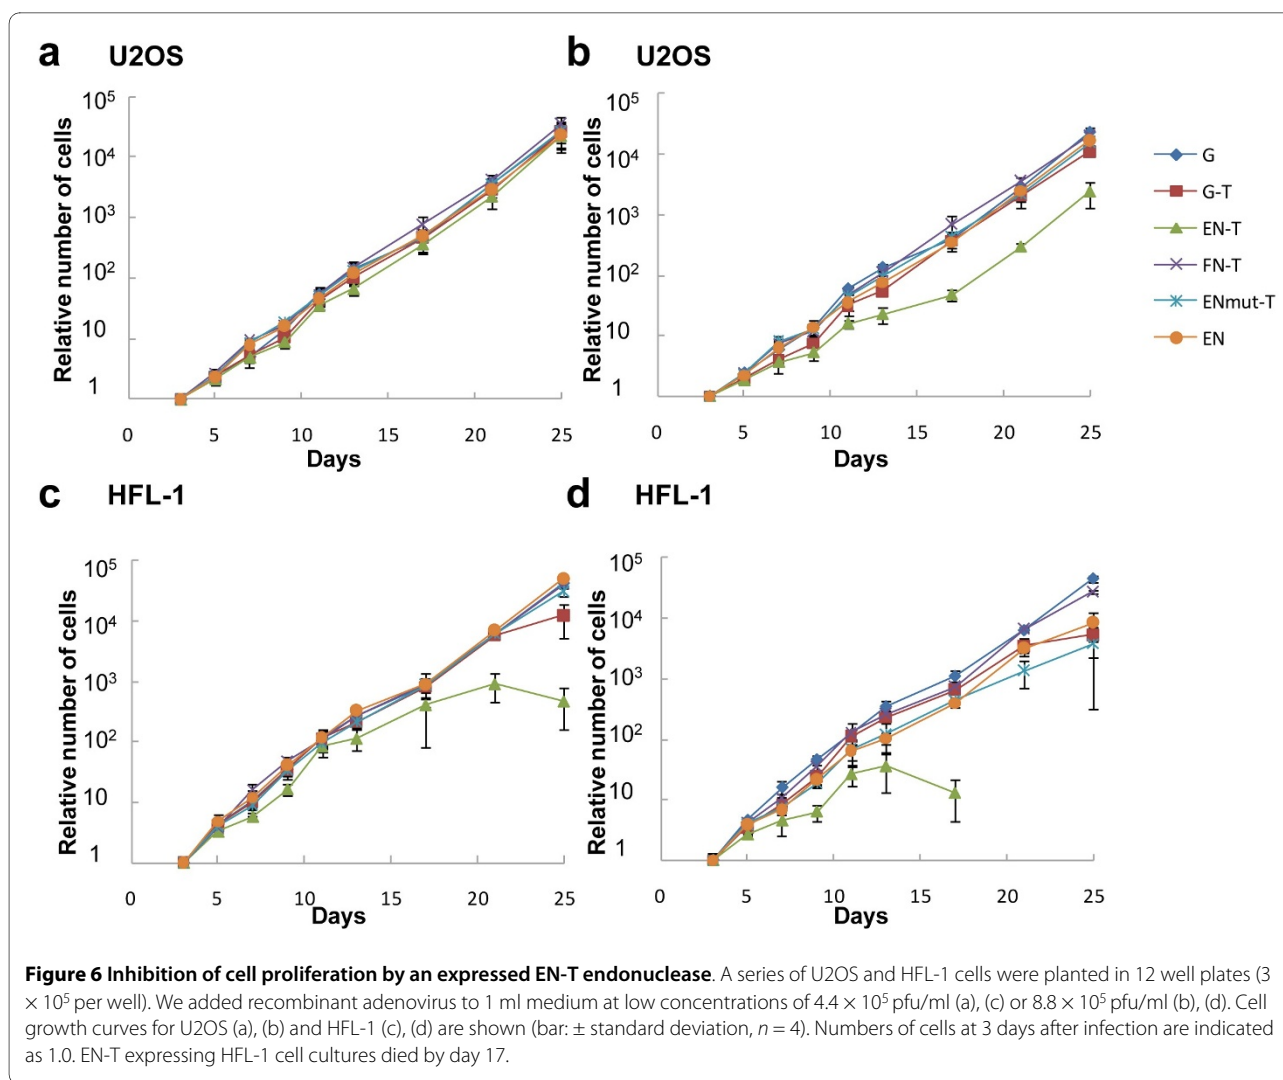 a U2OS
10⁵
10⁴
10³
10²
10
1
Relative number of cells
0 5 10 15 20 25
Days
b U2OS
10⁵
10⁴
10³
10²
10
1
Relative number of cells
0 5 10 15 20 25
Days
G
G-T
EN-T
FN-T
ENmut-T
EN
c HFL-1
10⁵
10⁴
10³
10²
10
1
Relative number of cells
0 5 10 15 20 25
Days
d HFL-1
10⁵
10⁴
10³
10²
10
1
Relative number of cells
0 5 10 15 20 25
Days
Figure 6 Inhibition of cell proliferation by an expressed EN-T endonuclease. A series of U2OS and HFL-1 cells were planted in 12 well plates (3
× 10⁵ per well). We added recombinant adenovirus to 1 ml medium at low concentrations of 4.4 × 10⁵ pfu/ml (a), (c) or 8.8 × 10⁵ pfu/ml (b), (d). Cell
growth curves for U2OS (a), (b) and HFL-1 (c), (d) are shown (bar: ± standard deviation, n = 4). Numbers of cells at 3 days after infection are indicated
as 1.0. EN-T expressing HFL-1 cell cultures died by day 17.